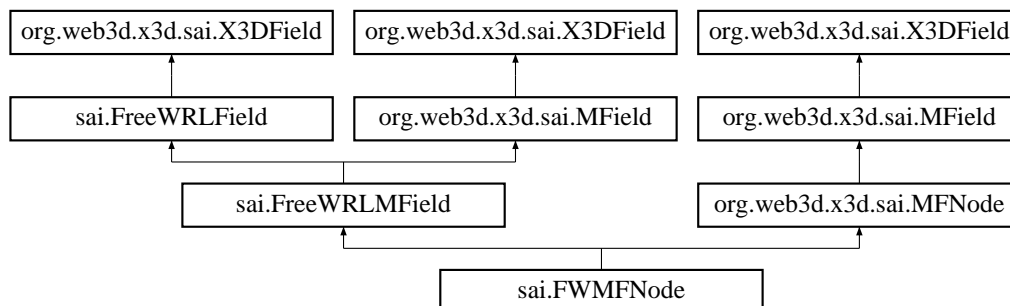 org.web3d.x3d.sai.X3DField
org.web3d.x3d.sai.X3DField
org.web3d.x3d.sai.X3DField
sai.FreeWRLField
org.web3d.x3d.sai.MField
org.web3d.x3d.sai.MField
sai.FreeWRLMField
org.web3d.x3d.sai.MFNode
sai.FWMFNode